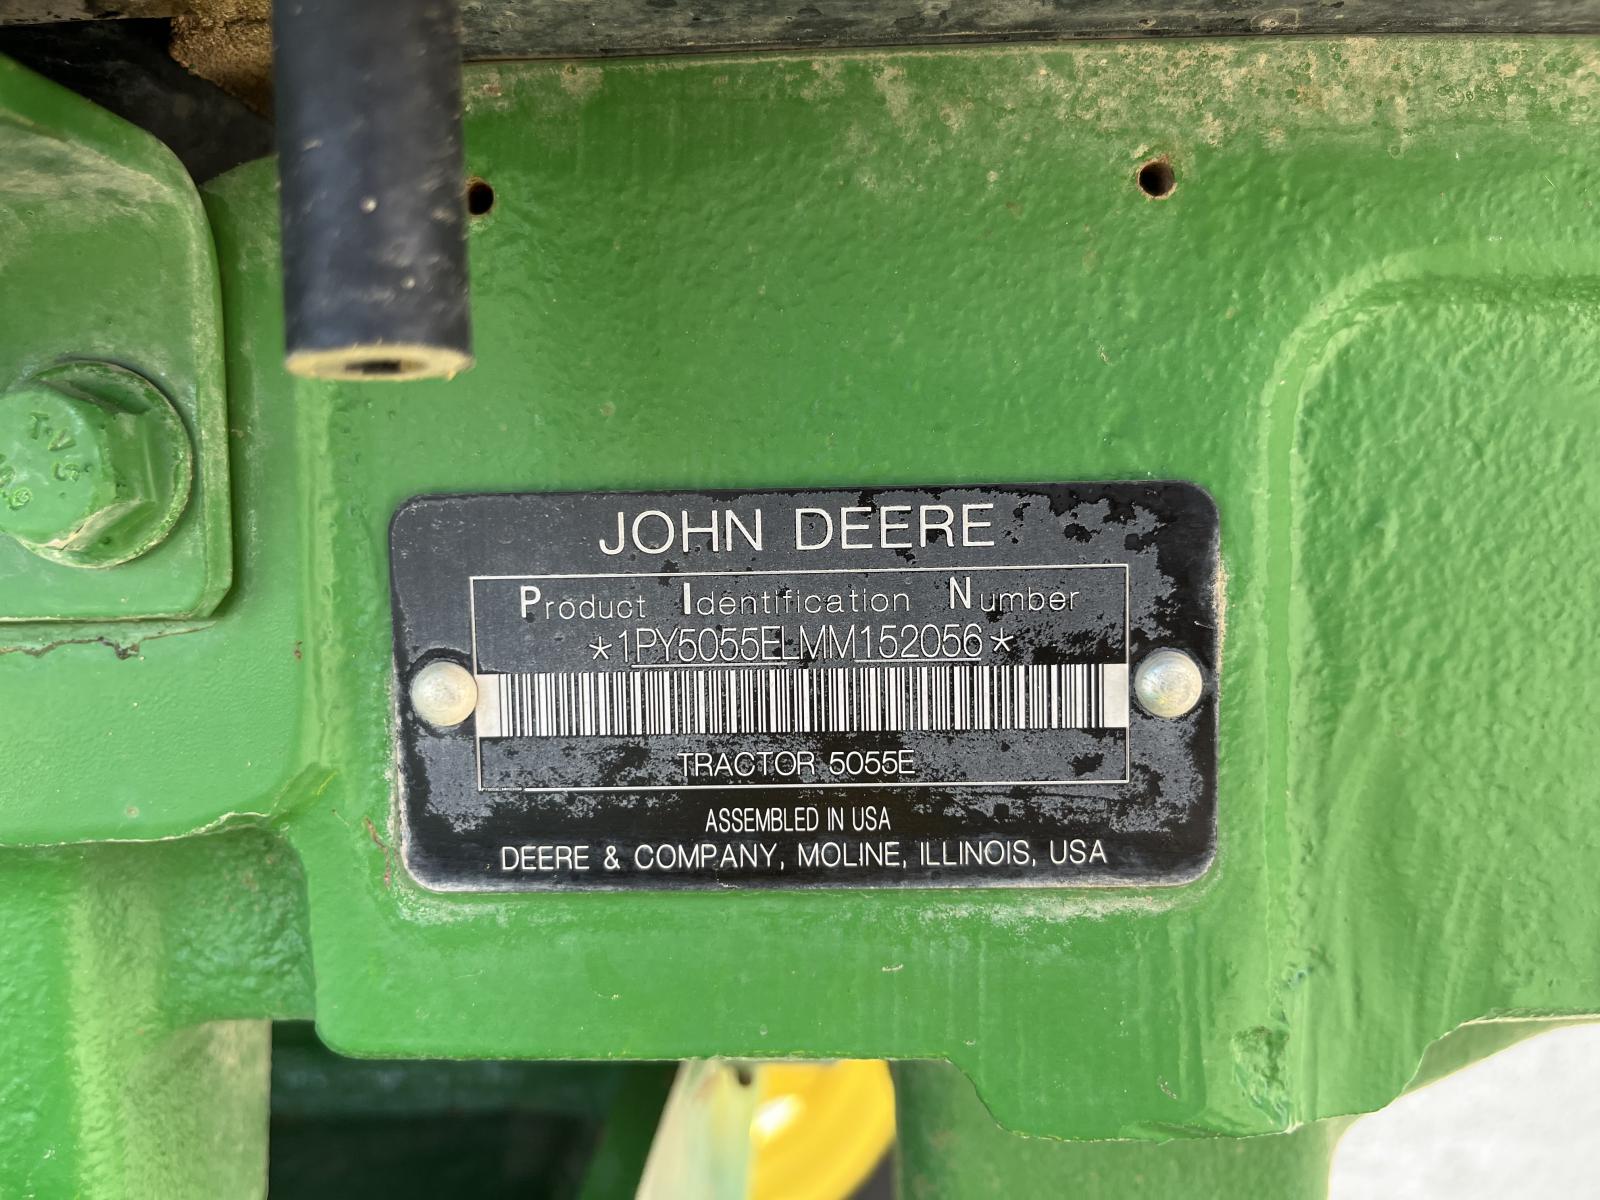 JOHN DEERE
Product Identification Number
*1PY5055ELMM152056*
TRACTOR 5055E
ASSEMBLED IN USA
DEERE & COMPANY, MOLINE, ILLINOIS, USA
T.V.S